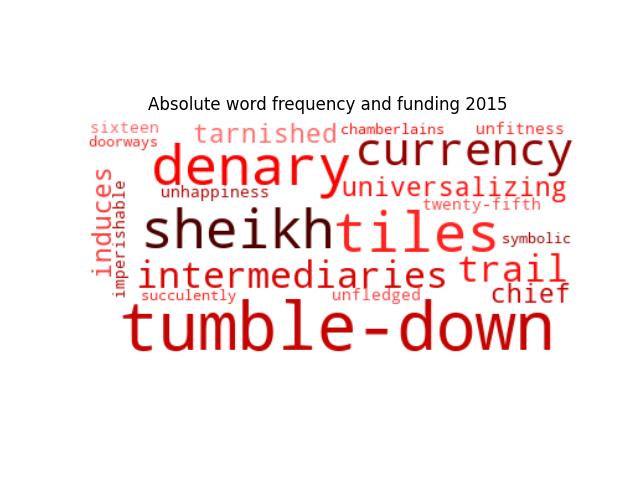 Absolute word frequency and funding 2015
sixteen
tarnished
chamberlains
unfitness
doorways
denary
currency
induces
imperishable
unhappiness
universalizing
twenty-fifth
sheikh
tiles
symbolic
intermediaries
trail
succulently
unfledged
chief
tumble-down